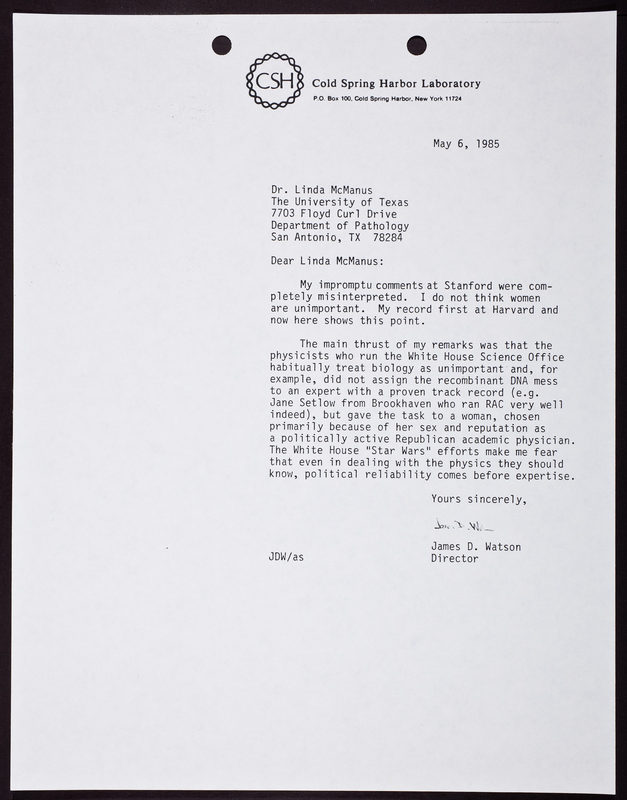 CSH
Cold Spring Harbor Laboratory
P.O. Box 100, Cold Spring Harbor, New York 11724
May 6, 1985
Dr. Linda McManus
The University of Texas
7703 Floyd Curl Drive
Department of Pathology
San Antonio, TX 78284
Dear Linda McManus:
My impromptu comments at Stanford were com-
pletely misinterpreted. I do not think women
are unimportant. My record first at Harvard and
now here shows this point.
The main thrust of my remarks was that the
physicists who run the White House Science Office
habitually treat biology as unimportant and, for
example, did not assign the recombinant DNA mess
to an expert with a proven track record (e.g.
Jane Setlow from Brookhaven who ran RAC very well
indeed), but gave the task to a woman, chosen
primarily because of her sex and reputation as
a politically active Republican academic physician.
The White House "Star Wars" efforts make me fear
that even in dealing with the physics they should
know, political reliability comes before expertise.
Yours sincerely,
James D. Watson
Director
JDW/as